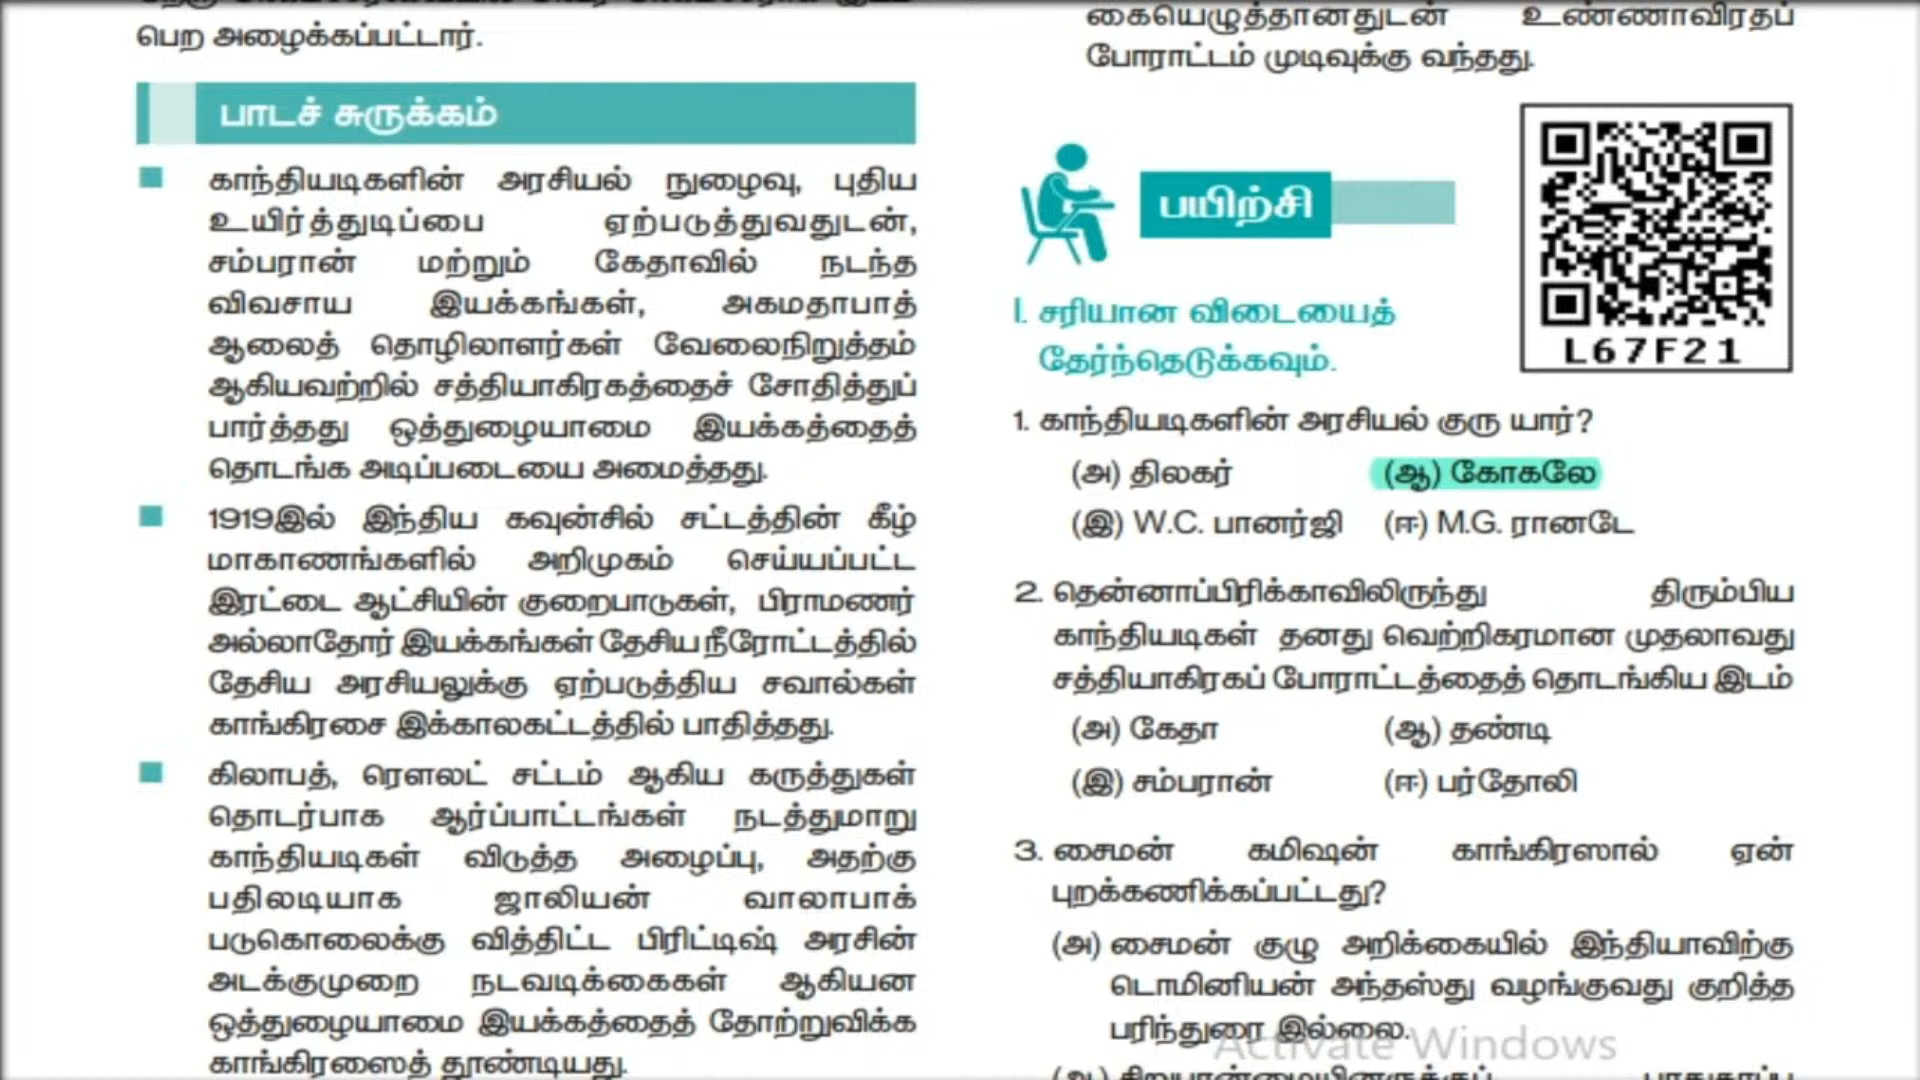 பெற அழைக்கப்பட்டார்.
பாடச் சுருக்கம்
காந்தியடிகளின் அரசியல் நுழைவு, புதிய
உயிர்த்துடிப்பை ஏற்படுத்துவதுடன்,
சம்பரான் மற்றும் கேதாவில் நடந்த
விவசாய இயக்கங்கள், அகமதாபாத்
ஆலைத் தொழிலாளர்கள் வேலைநிறுத்தம்
ஆகியவற்றில் சத்தியாகிரகத்தைச் சோதித்துப்
பார்த்தது ஒத்துழையாமை இயக்கத்தைத்
தொடங்க அடிப்படையை அமைத்தது.
1919இல் இந்திய கவுன்சில் சட்டத்தின் கீழ்
மாகாணங்களில் அறிமுகம் செய்யப்பட்ட
இரட்டை ஆட்சியின் குறைபாடுகள், பிராமணர்
அல்லாதோர் இயக்கங்கள் தேசிய நீரோட்டத்தில்
தேசிய அரசியலுக்கு ஏற்படுத்திய சவால்கள்
காங்கிரசை இக்காலகட்டத்தில் பாதித்தது.
கிலாபத், ரௌலட் சட்டம் ஆகிய கருத்துகள்
தொடர்பாக ஆர்ப்பாட்டங்கள் நடத்துமாறு
காந்தியடிகள் விடுத்த அழைப்பு, அதற்கு
பதிலடியாக ஜாலியன் வாலாபாக்
படுகொலைக்கு வித்திட்ட பிரிட்டிஷ் அரசின்
அடக்குமுறை நடவடிக்கைகள் ஆகியன
ஒத்துழையாமை இயக்கத்தைத் தோற்றுவிக்க
காங்கிரஸைத் தூண்டியது.
கையெழுத்தானதுடன் உண்ணாவிரதப்
போராட்டம் முடிவுக்கு வந்தது.
பயிற்சி
L67F21
I. சரியான விடையைத்
தேர்ந்தெடுக்கவும்.
1. காந்தியடிகளின் அரசியல் குரு யார்?
(அ) திலகர் (ஆ) கோகலே
(இ) W.C. பானர்ஜி (ஈ) M.G. ரானடே
2. தென்னாப்பிரிக்காவிலிருந்து திரும்பிய
காந்தியடிகள் தனது வெற்றிகரமான முதலாவது
சத்தியாகிரகப் போராட்டத்தைத் தொடங்கிய இடம்
(அ) கேதா (ஆ) தண்டி
(இ) சம்பரான் (ஈ) பர்தோலி
3. சைமன் கமிஷன் காங்கிரஸால் ஏன்
புறக்கணிக்கப்பட்டது?
(அ) சைமன் குழு அறிக்கையில் இந்தியாவிற்கு
டொமினியன் அந்தஸ்து வழங்குவது குறித்த
பரிந்துரை இல்லை.
Activate Windows